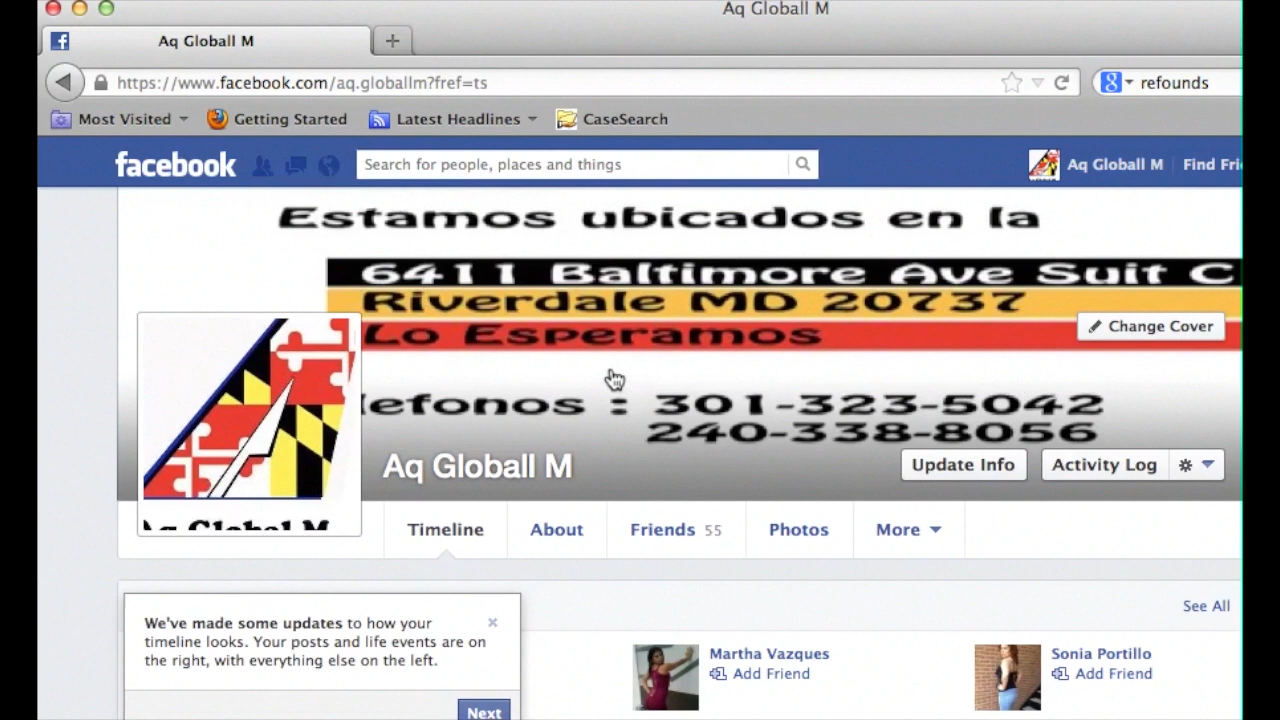 Aq Globall M
Aq Globall M
https://www.facebook.com/aq.globallm?fref=ts
refounds
Most Visited
Getting Started
Latest Headlines
CaseSearch
facebook
Search for people, places and things
Aq Globall M
Find Fri
Estamos ubicados en la
6411 Baltimore Ave Suit C
Riverdale MD 20737
Lo Esperamos
Change Cover
lefonos : 301-323-5042
240-338-8056
Aq Globall M
Update Info
Activity Log
Aq Global M
Timeline
About
Friends 55
Photos
More
We've made some updates to how your
timeline looks. Your posts and life events are on
the right, with everything else on the left.
Next
See All
Martha Vazques
Add Friend
Sonia Portillo
Add Friend